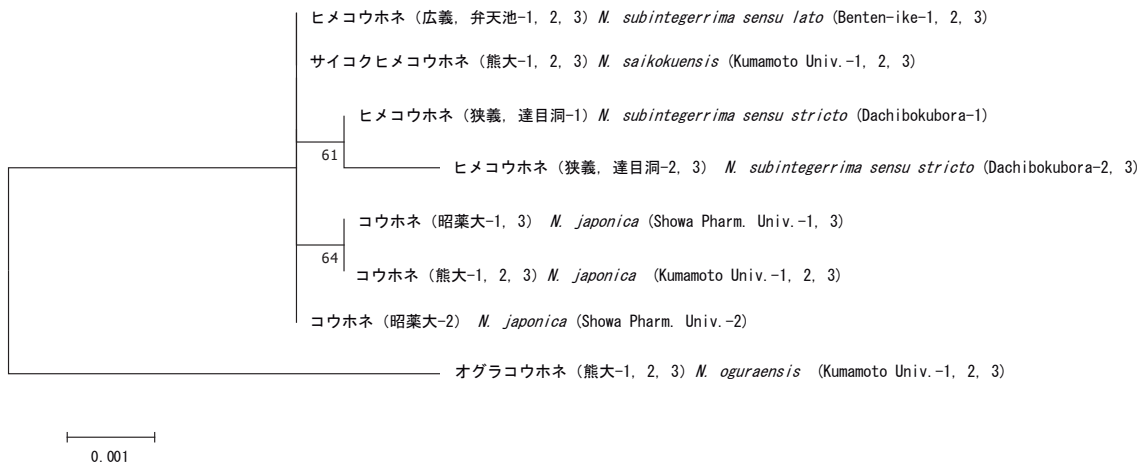 ヒメコウホネ（広義, 弁天池-1, 2, 3）N. subintegerrima sensu lato (Benten-ike-1, 2, 3)
サイコクヒメコウホネ（熊大-1, 2, 3）N. saikokuensis (Kumamoto Univ.-1, 2, 3)
ヒメコウホネ（狭義, 達目洞-1）N. subintegerrima sensu stricto (Dachibokubora-1)
61
ヒメコウホネ（狭義, 達目洞-2, 3） N. subintegerrima sensu stricto (Dachibokubora-2, 3)
コウホネ（昭薬大-1, 3） N. japonica (Showa Pharm. Univ.-1, 3)
64
コウホネ（熊大-1, 2, 3）N. japonica (Kumamoto Univ.-1, 2, 3)
コウホネ（昭薬大-2） N. japonica (Showa Pharm. Univ.-2)
オグラコウホネ（熊大-1, 2, 3）N. oguraensis (Kumamoto Univ.-1, 2, 3)
0.001